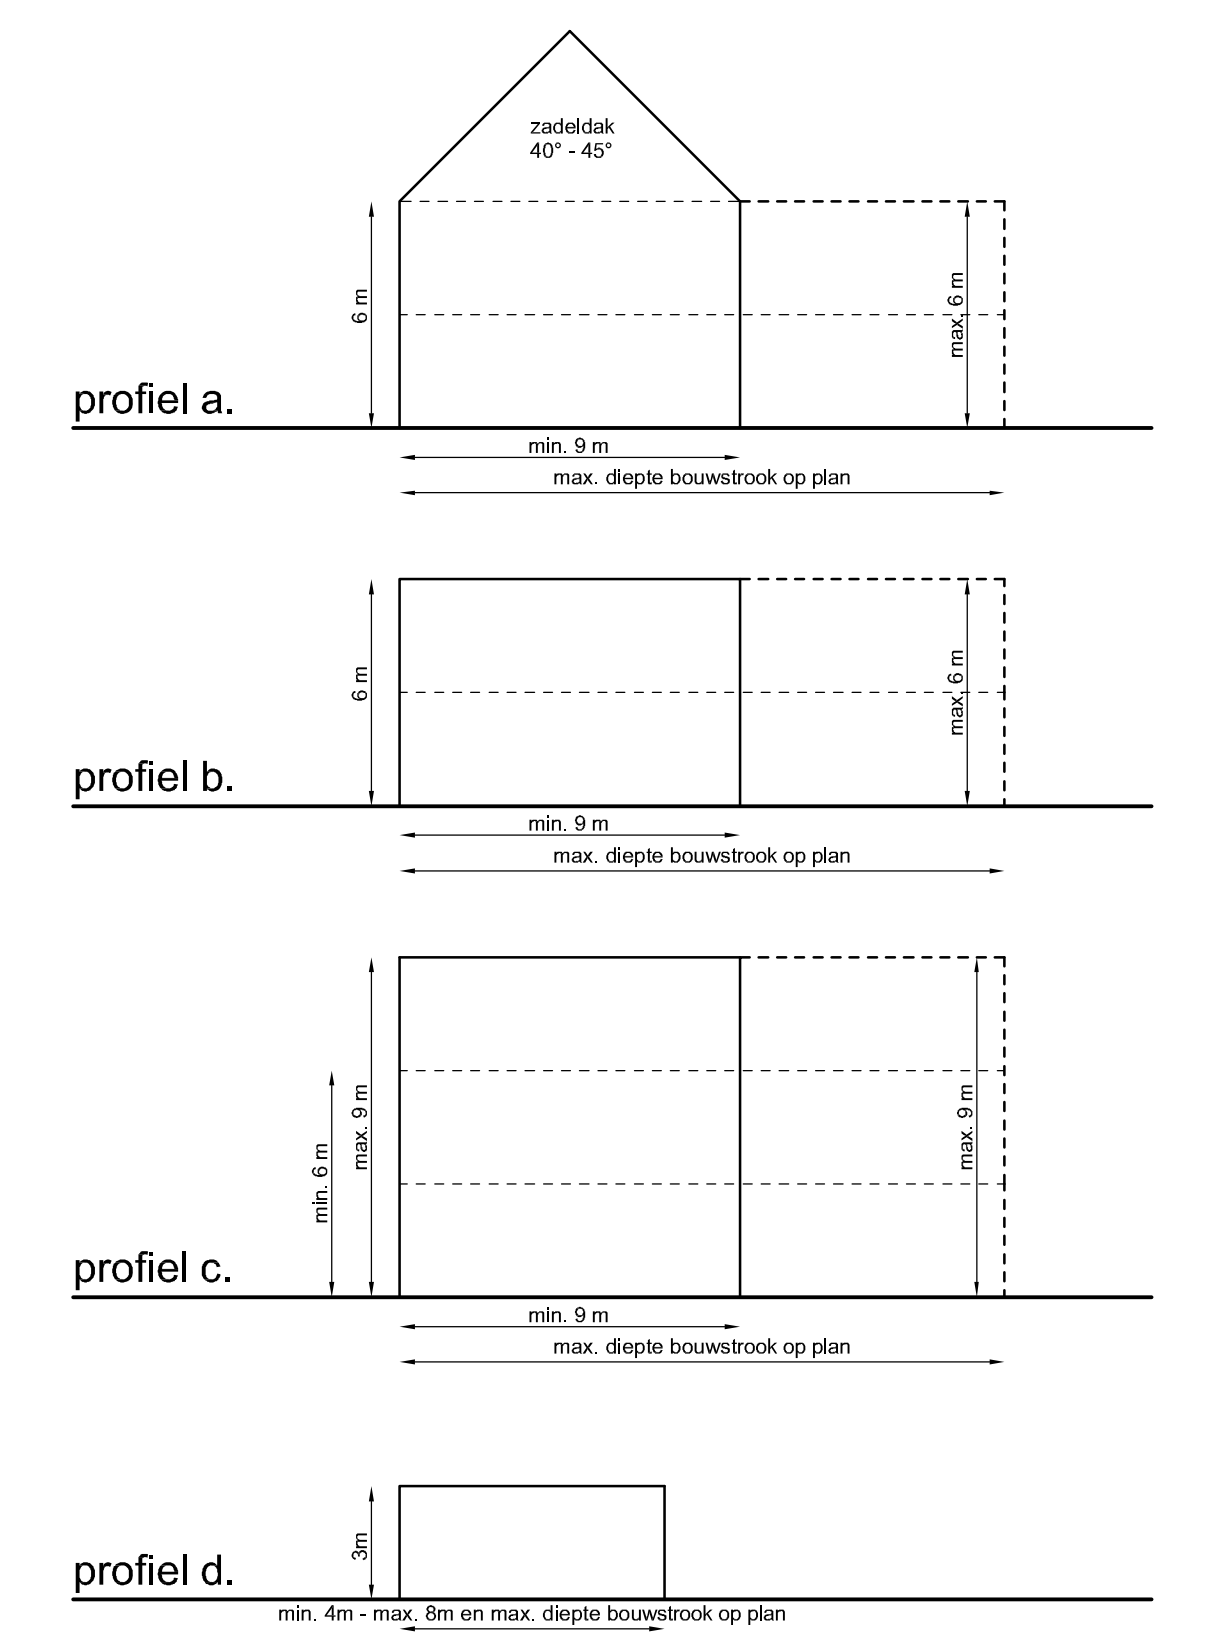 zadeldak
40° - 45°
6 m
max. 6 m
profiel a.
min. 9 m
max. diepte bouwstrook op plan
6 m
max. 6 m
profiel b.
min. 9 m
max. diepte bouwstrook op plan
min. 6 m
max. 9 m
max. 9 m
profiel c.
min. 9 m
max. diepte bouwstrook op plan
3m
profiel d.
min. 4m - max. 8m en max. diepte bouwstrook op plan